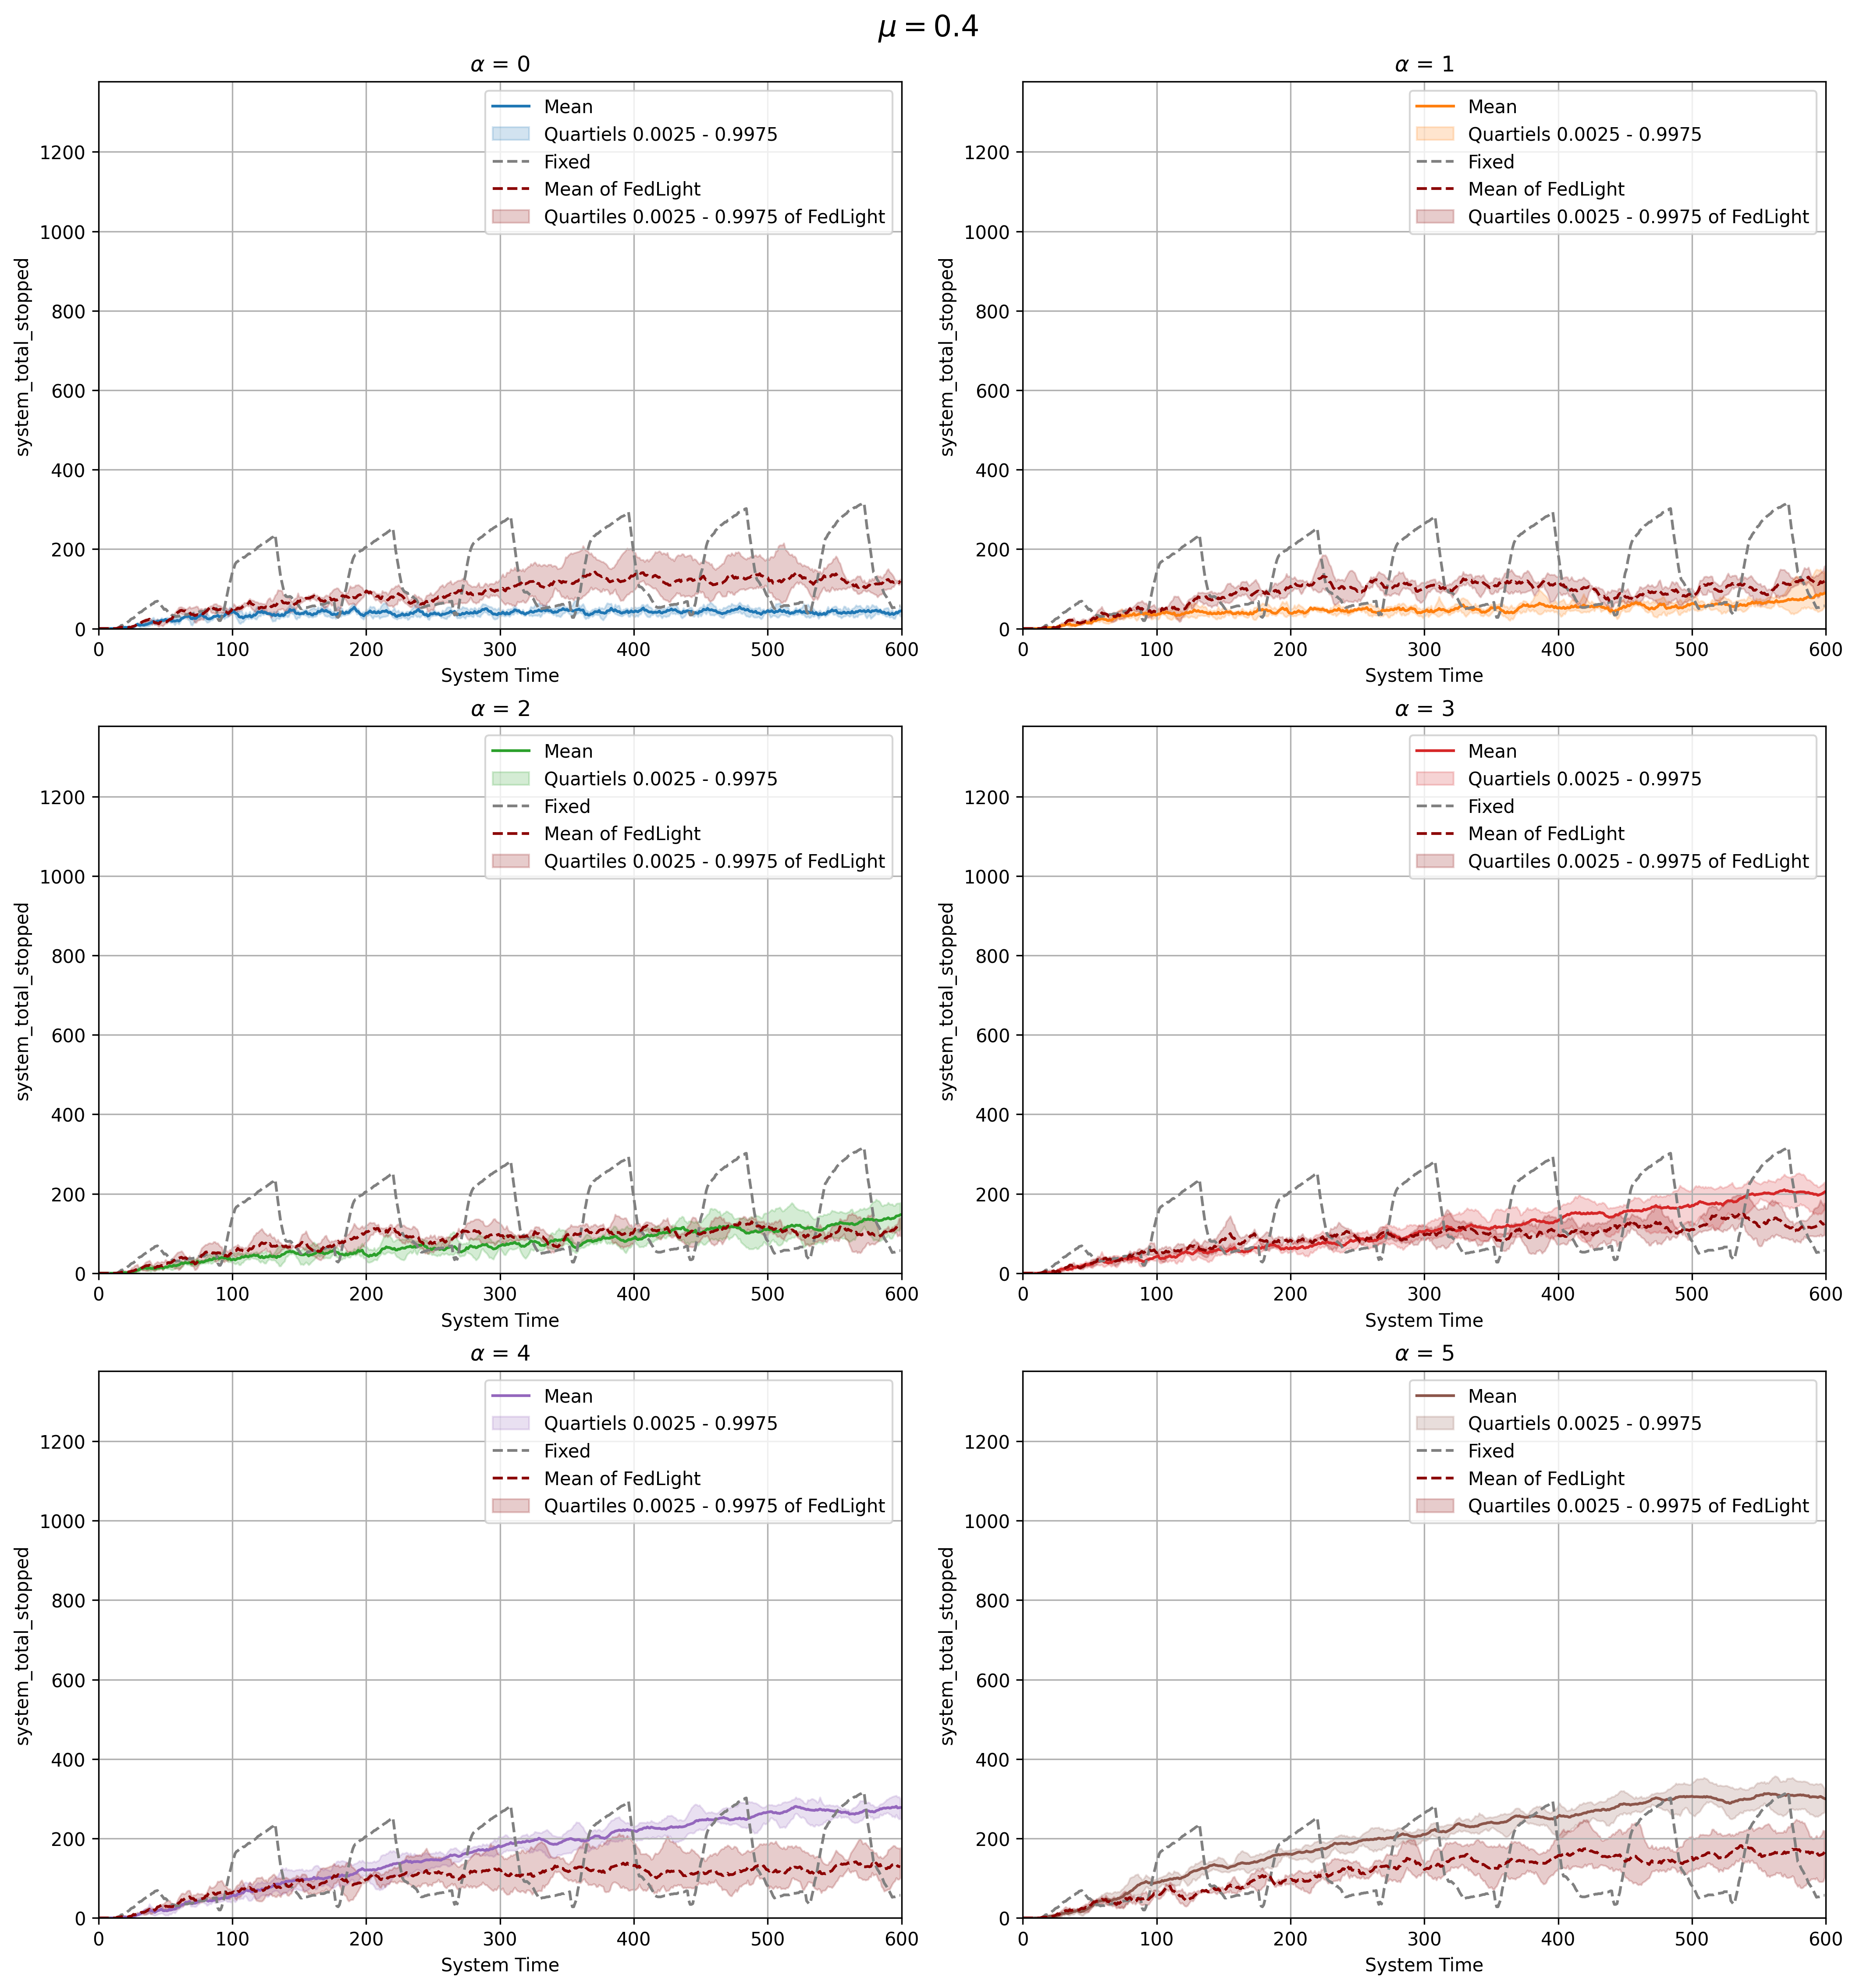 μ = 0.4
α = 0
Mean
Quartiels 0.0025 - 0.9975
Fixed
Mean of FedLight
Quartiles 0.0025 - 0.9975 of FedLight
system_total_stopped
1200
1000
800
600
400
200
0
0 100 200 300 400 500 600
System Time
α = 1
Mean
Quartiels 0.0025 - 0.9975
Fixed
Mean of FedLight
Quartiles 0.0025 - 0.9975 of FedLight
system_total_stopped
1200
1000
800
600
400
200
0
0 100 200 300 400 500 600
System Time
α = 2
Mean
Quartiels 0.0025 - 0.9975
Fixed
Mean of FedLight
Quartiles 0.0025 - 0.9975 of FedLight
system_total_stopped
1200
1000
800
600
400
200
0
0 100 200 300 400 500 600
System Time
α = 3
Mean
Quartiels 0.0025 - 0.9975
Fixed
Mean of FedLight
Quartiles 0.0025 - 0.9975 of FedLight
system_total_stopped
1200
1000
800
600
400
200
0
0 100 200 300 400 500 600
System Time
α = 4
Mean
Quartiels 0.0025 - 0.9975
Fixed
Mean of FedLight
Quartiles 0.0025 - 0.9975 of FedLight
system_total_stopped
1200
1000
800
600
400
200
0
0 100 200 300 400 500 600
System Time
α = 5
Mean
Quartiels 0.0025 - 0.9975
Fixed
Mean of FedLight
Quartiles 0.0025 - 0.9975 of FedLight
system_total_stopped
1200
1000
800
600
400
200
0
0 100 200 300 400 500 600
System Time